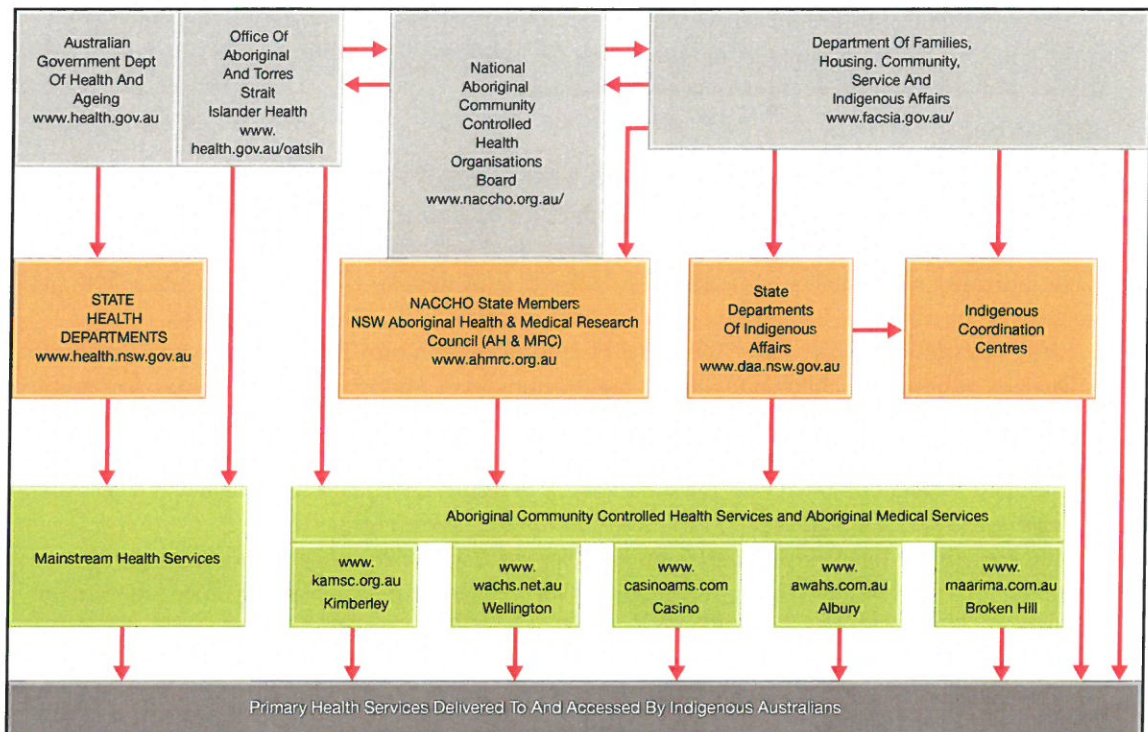 Australian
Government Dept
Of Health And
Ageing
www.health.gov.au
Office Of
Aboriginal
And Torres
Strait
Islander Health
www.
health.gov.au/oatsih
National
Aboriginal
Community
Controlled
Health
Organisations
Board
www.naccho.org.au/
Department Of Families,
Housing. Community,
Service And
Indigenous Affairs
www.facsia.gov.au/
STATE
HEALTH
DEPARTMENTS
www.health.nsw.gov.au
NACCHO State Members
NSW Aboriginal Health & Medical Research
Council (AH & MRC)
www.ahmrc.org.au
State
Departments
Of Indigenous
Affairs
www.daa.nsw.gov.au
Indigenous
Coordination
Centres
Mainstream Health Services
Aboriginal Community Controlled Health Services and Aboriginal Medical Services
www.
kamsc.org.au
Kimberley
www.
wachs.net.au
Wellington
www.
casinoams.com
Casino
www.
awahs.com.au
Albury
www.
maarima.com.au
Broken Hill
Primary Health Services Delivered To And Accessed By Indigenous Australians